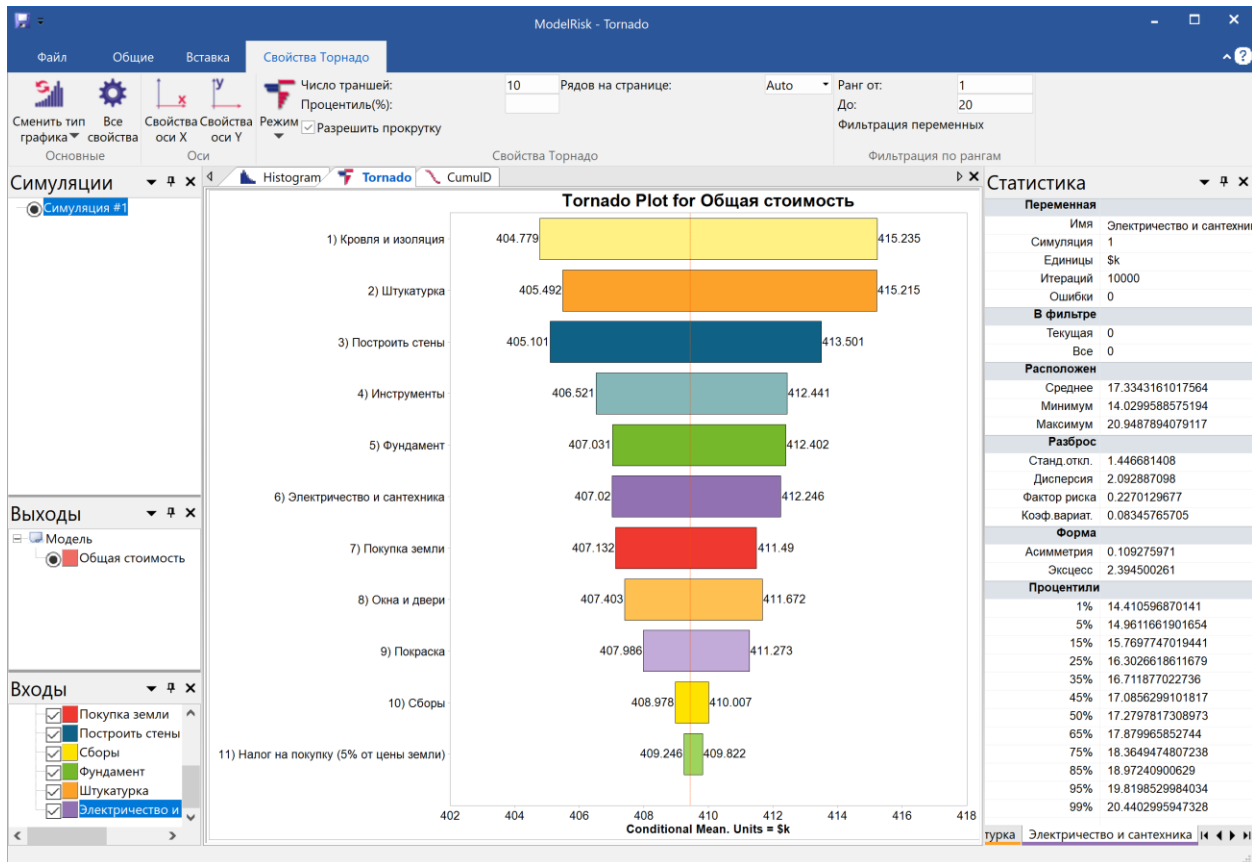 ModelRisk - Tornado
Файл Общие Вставка Свойства Торнадо
Сменить тип графика
Все свойства
Основные
Свойства оси X
Свойства оси Y
Оси
Режим
Число траншей: 10
Процентиль(%):
Разрешить прокрутку
Рядов на странице: Auto
Свойства Торнадо
Ранг от: 1
До: 20
Фильтрация переменных
Фильтрация по рангам
Симуляции
Симуляция #1
Выходы
Модель
Общая стоимость
Входы
Покупка земли
Построить стены
Сборы
Фундамент
Штукатурка
Электричество и
Histogram Tornado CumulD
Tornado Plot for Общая стоимость
1) Кровля и изоляция 404.779 415.235
2) Штукатурка 405.492 415.215
3) Построить стены 405.101 413.501
4) Инструменты 406.521 412.441
5) Фундамент 407.031 412.402
6) Электричество и сантехника 407.02 412.246
7) Покупка земли 407.132 411.49
8) Окна и двери 407.403 411.672
9) Покраска 407.986 411.273
10) Сборы 408.978 410.007
11) Налог на покупку (5% от цены земли) 409.246 409.822
402 404 406 408 410 412 414 416 418
Conditional Mean. Units = $k
Статистика
Переменная
Имя Электричество и сантехни
Симуляция 1
Единицы $k
Итераций 10000
Ошибки 0
В фильтре
Текущая 0
Все 0
Расположен
Среднее 17.3343161017564
Минимум 14.0299588575194
Максимум 20.9487894079117
Разброс
Станд.откл. 1.446681408
Дисперсия 2.092887098
Фактор риска 0.2270129677
Коэф.вариат. 0.08345765705
Форма
Асимметрия 0.109275971
Эксцесс 2.394500261
Процентили
1% 14.410596870141
5% 14.9611661901654
15% 15.7697747019441
25% 16.3026618611679
35% 16.711877022736
45% 17.0856299101817
50% 17.2797817308973
65% 17.879965852744
75% 18.3649474807238
85% 18.97240900629
95% 19.8198529984034
99% 20.4402995947328
турка Электричество и сантехника